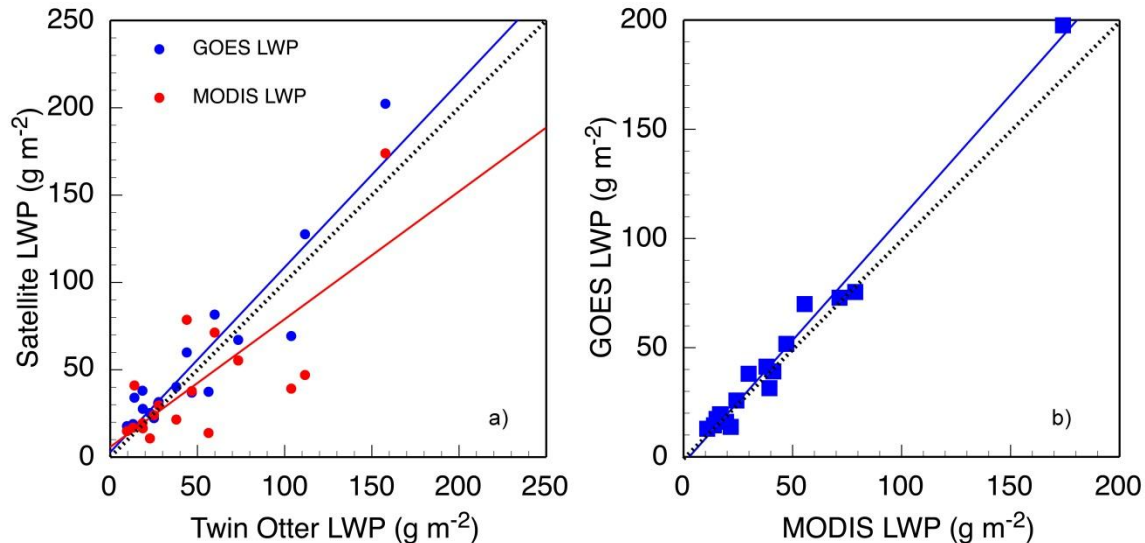 Satellite LWP (g m-2)
250
200
150
100
50
0
GOES LWP
MODIS LWP
a)
0 50 100 150 200 250
Twin Otter LWP (g m-2)
GOES LWP (g m-2)
200
150
100
50
0
b)
0 50 100 150 200
MODIS LWP (g m-2)